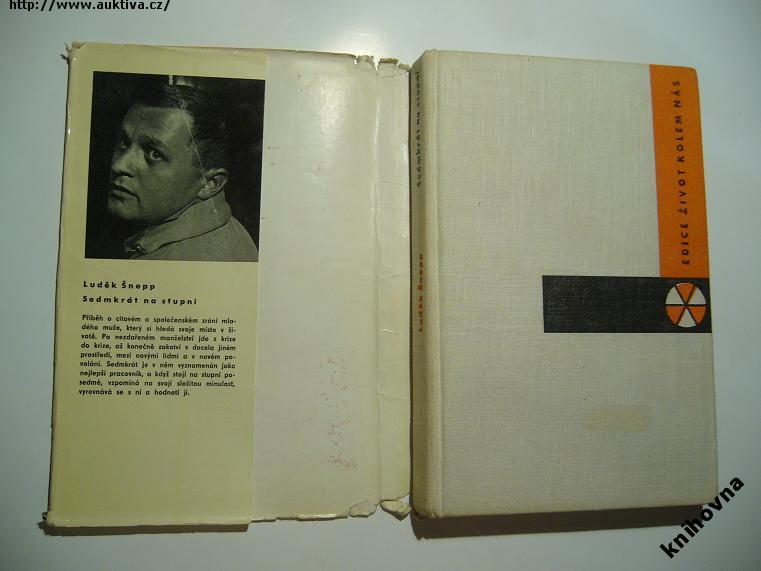 http://www.auktiva.cz/
Luděk Šnepp
Sedmkrát na stupni
Příběh o citovém a společenském zrání mla-
dého muže, který si hledá svoje místo v ži-
votě. Po nezdařeném manželství jde z krize
do krize, až konečně zakotví v docela jiném
prostředí, mezi novými lidmi a v novém po-
volání. Sedmkrát je v něm vyznamenán jako
nejlepší pracovník, a když stojí na stupni po-
sedmé, vzpomíná na svoji složitou minulost,
vyrovnává se s ní a hodnotí ji.
Luděk Šnepp Sedmkrát na stupni
EDICE ŽIVOT KOLEM NÁS
knihovna